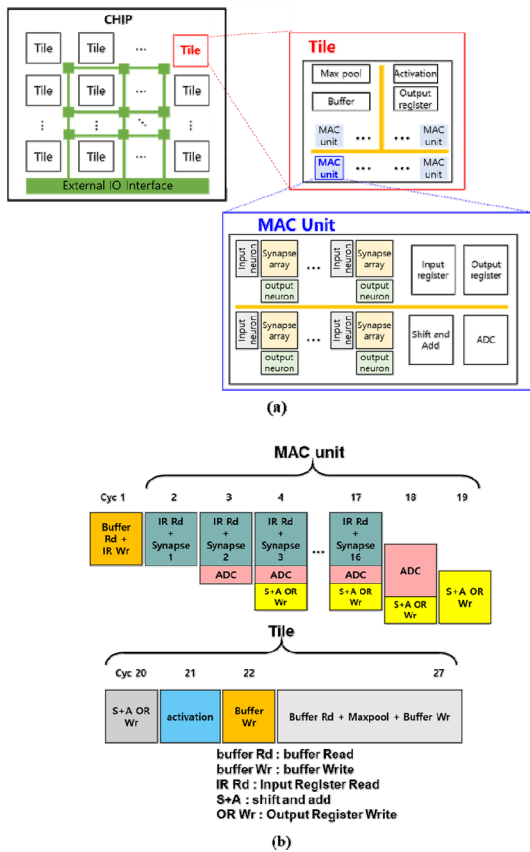 CHIP
Tile Tile ... Tile
Tile Tile ... Tile
Tile Tile ... Tile
External IO Interface
Tile
Max pool Activation
Buffer Output register
MAC unit ... ... MAC unit
MAC unit ... ... MAC unit
MAC Unit
Input neuron Synapse array ... Input neuron Synapse array Input register Output register
output neuron output neuron
Input neuron Synapse array ... Input neuron Synapse array Shift and Add ADC
output neuron output neuron
(a)
MAC unit
Cyc 1 2 3 4 17 18 19
Buffer Rd + IR Wr
IR Rd + Synapse 1
IR Rd + Synapse 2
ADC
IR Rd + Synapse 3
ADC
S+A OR Wr
...
IR Rd + Synapse 16
ADC
S+A OR Wr
ADC
S+A OR Wr
S+A OR Wr
Tile
Cyc 20 21 22 27
S+A OR Wr
activation
Buffer Wr
Buffer Rd + Maxpool + Buffer Wr
buffer Rd : buffer Read
buffer Wr : buffer Write
IR Rd : Input Register Read
S+A : shift and add
OR Wr : Output Register Write
(b)